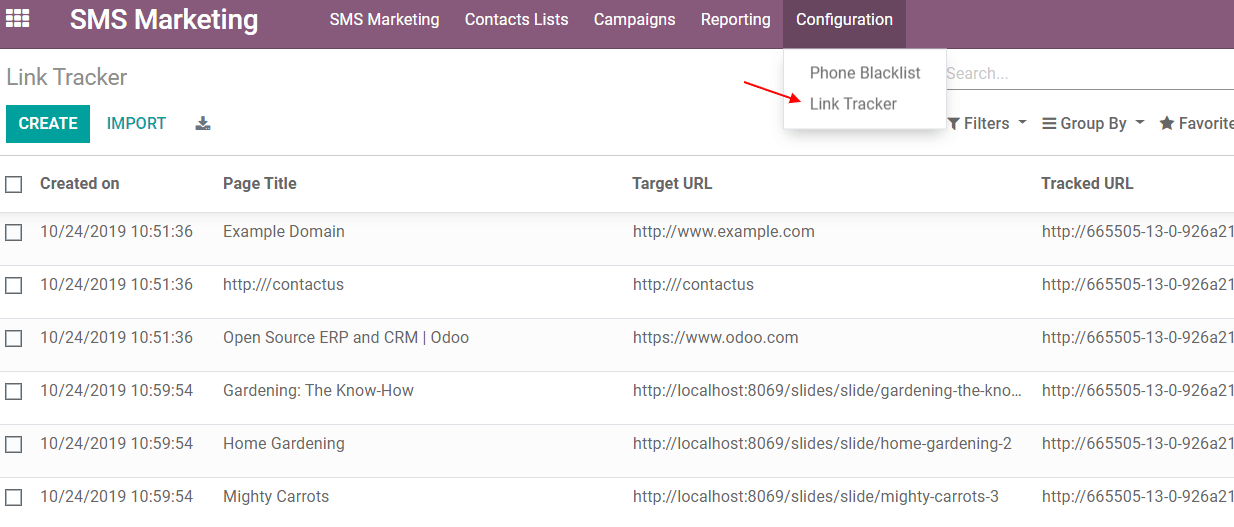 SMS Marketing SMS Marketing Contacts Lists Campaigns Reporting Configuration
Link Tracker Phone Blacklist Search...
Link Tracker
CREATE IMPORT Filters Group By Favorite
Created on Page Title Target URL Tracked URL
10/24/2019 10:51:36 Example Domain http://www.example.com http://665505-13-0-926a21
10/24/2019 10:51:36 http:///contactus http:///contactus http://665505-13-0-926a21
10/24/2019 10:51:36 Open Source ERP and CRM | Odoo https://www.odoo.com http://665505-13-0-926a21
10/24/2019 10:59:54 Gardening: The Know-How http://localhost:8069/slides/slide/gardening-the-kno... http://665505-13-0-926a21
10/24/2019 10:59:54 Home Gardening http://localhost:8069/slides/slide/home-gardening-2 http://665505-13-0-926a21
10/24/2019 10:59:54 Mighty Carrots http://localhost:8069/slides/slide/mighty-carrots-3 http://665505-13-0-926a21